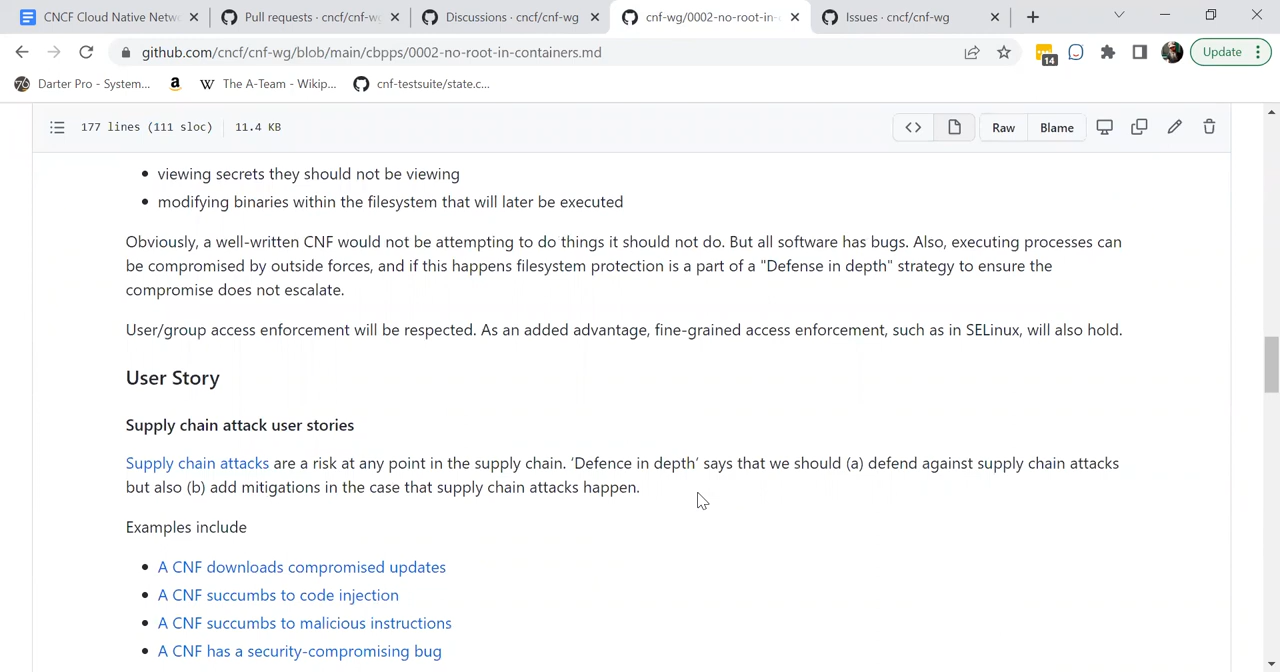 CNCF Cloud Native Netw
Pull requests · cncf/cnf-w
Discussions · cncf/cnf-wg
cnf-wg/0002-no-root-in-
Issues · cncf/cnf-wg
github.com/cncf/cnf-wg/blob/main/cbpps/0002-no-root-in-containers.md
14
Update
76
Darter Pro - System...
a
W
The A-Team - Wikip...
cnf-testsuite/state.c...
177 lines (111 sloc)
11.4 KB
Raw
Blame
viewing secrets they should not be viewing
modifying binaries within the filesystem that will later be executed
Obviously, a well-written CNF would not be attempting to do things it should not do. But all software has bugs. Also, executing processes can
be compromised by outside forces, and if this happens filesystem protection is a part of a "Defense in depth" strategy to ensure the
compromise does not escalate.
User/group access enforcement will be respected. As an added advantage, fine-grained access enforcement, such as in SELinux, will also hold.
User Story
Supply chain attack user stories
Supply chain attacks are a risk at any point in the supply chain. ‘Defence in depth’ says that we should (a) defend against supply chain attacks
but also (b) add mitigations in the case that supply chain attacks happen.
Examples include
A CNF downloads compromised updates
A CNF succumbs to code injection
A CNF succumbs to malicious instructions
A CNF has a security-compromising bug